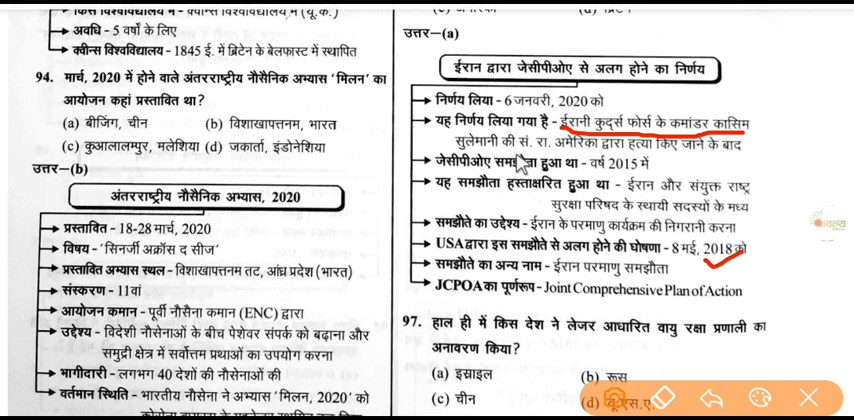 अवधि - 5 वर्षों के लिए
क्वीन्स विश्वविद्यालय - 1845 ई. में ब्रिटेन के बेलफास्ट में स्थापित
94. मार्च, 2020 में होने वाले अंतरराष्ट्रीय नौसैनिक अभ्यास 'मिलन' का
आयोजन कहां प्रस्तावित था?
(a) बीजिंग, चीन (b) विशाखापत्तनम, भारत
(c) कुआलालम्पुर, मलेशिया (d) जकार्ता, इंडोनेशिया
उत्तर–(b)
अंतरराष्ट्रीय नौसैनिक अभ्यास, 2020
प्रस्तावित - 18-28 मार्च, 2020
विषय - 'सिनर्जी अक्रॉस द सीज'
प्रस्तावित अभ्यास स्थल - विशाखापत्तनम तट, आंध्र प्रदेश (भारत)
संस्करण - 11वां
आयोजन कमान - पूर्वी नौसेना कमान (ENC) द्वारा
उद्देश्य - विदेशी नौसेनाओं के बीच पेशेवर संपर्क को बढ़ाना और
समुद्री क्षेत्र में सर्वोत्तम प्रथाओं का उपयोग करना
भागीदारी - लगभग 40 देशों की नौसेनाओं की
वर्तमान स्थिति - भारतीय नौसेना ने अभ्यास 'मिलन, 2020' को
उत्तर–(a)
ईरान द्वारा जेसीपीओए से अलग होने का निर्णय
निर्णय लिया - 6 जनवरी, 2020 को
यह निर्णय लिया गया है - ईरानी कुर्द्स फोर्स के कमांडर कासिम
सुलेमानी की सं. रा. अमेरिका द्वारा हत्या किए जाने के बाद
जेसीपीओए समझौता हुआ था - वर्ष 2015 में
यह समझौता हस्ताक्षरित हुआ था - ईरान और संयुक्त राष्ट्र
सुरक्षा परिषद के स्थायी सदस्यों के मध्य
समझौते का उद्देश्य - ईरान के परमाणु कार्यक्रम की निगरानी करना
USA द्वारा इस समझौते से अलग होने की घोषणा - 8 मई, 2018 को
समझौते का अन्य नाम - ईरान परमाणु समझौता
JCPOA का पूर्णरूप - Joint Comprehensive Plan of Action
97. हाल ही में किस देश ने लेजर आधारित वायु रक्षा प्रणाली का
अनावरण किया?
(a) इस्राइल (b) रूस
(c) चीन (d) यू.एस.ए.